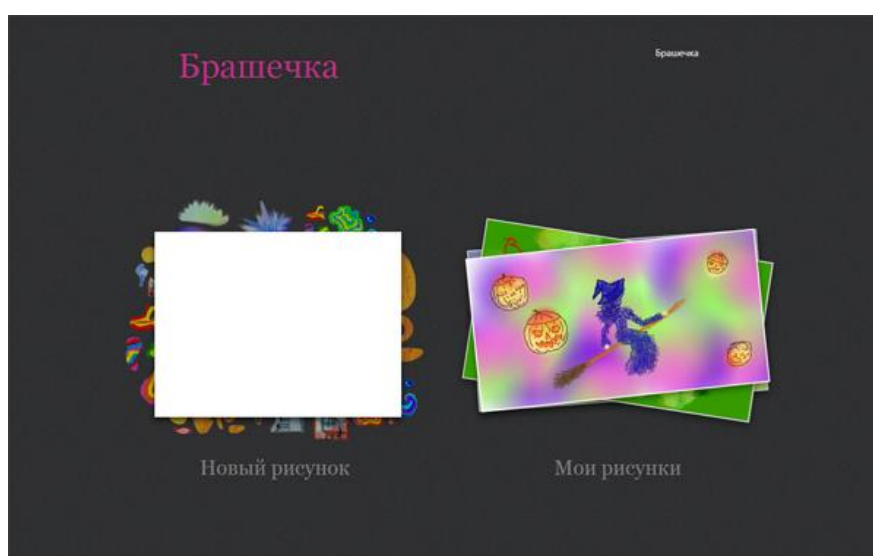 Брашечка
Брашечка
Новый рисунок
Мои рисунки